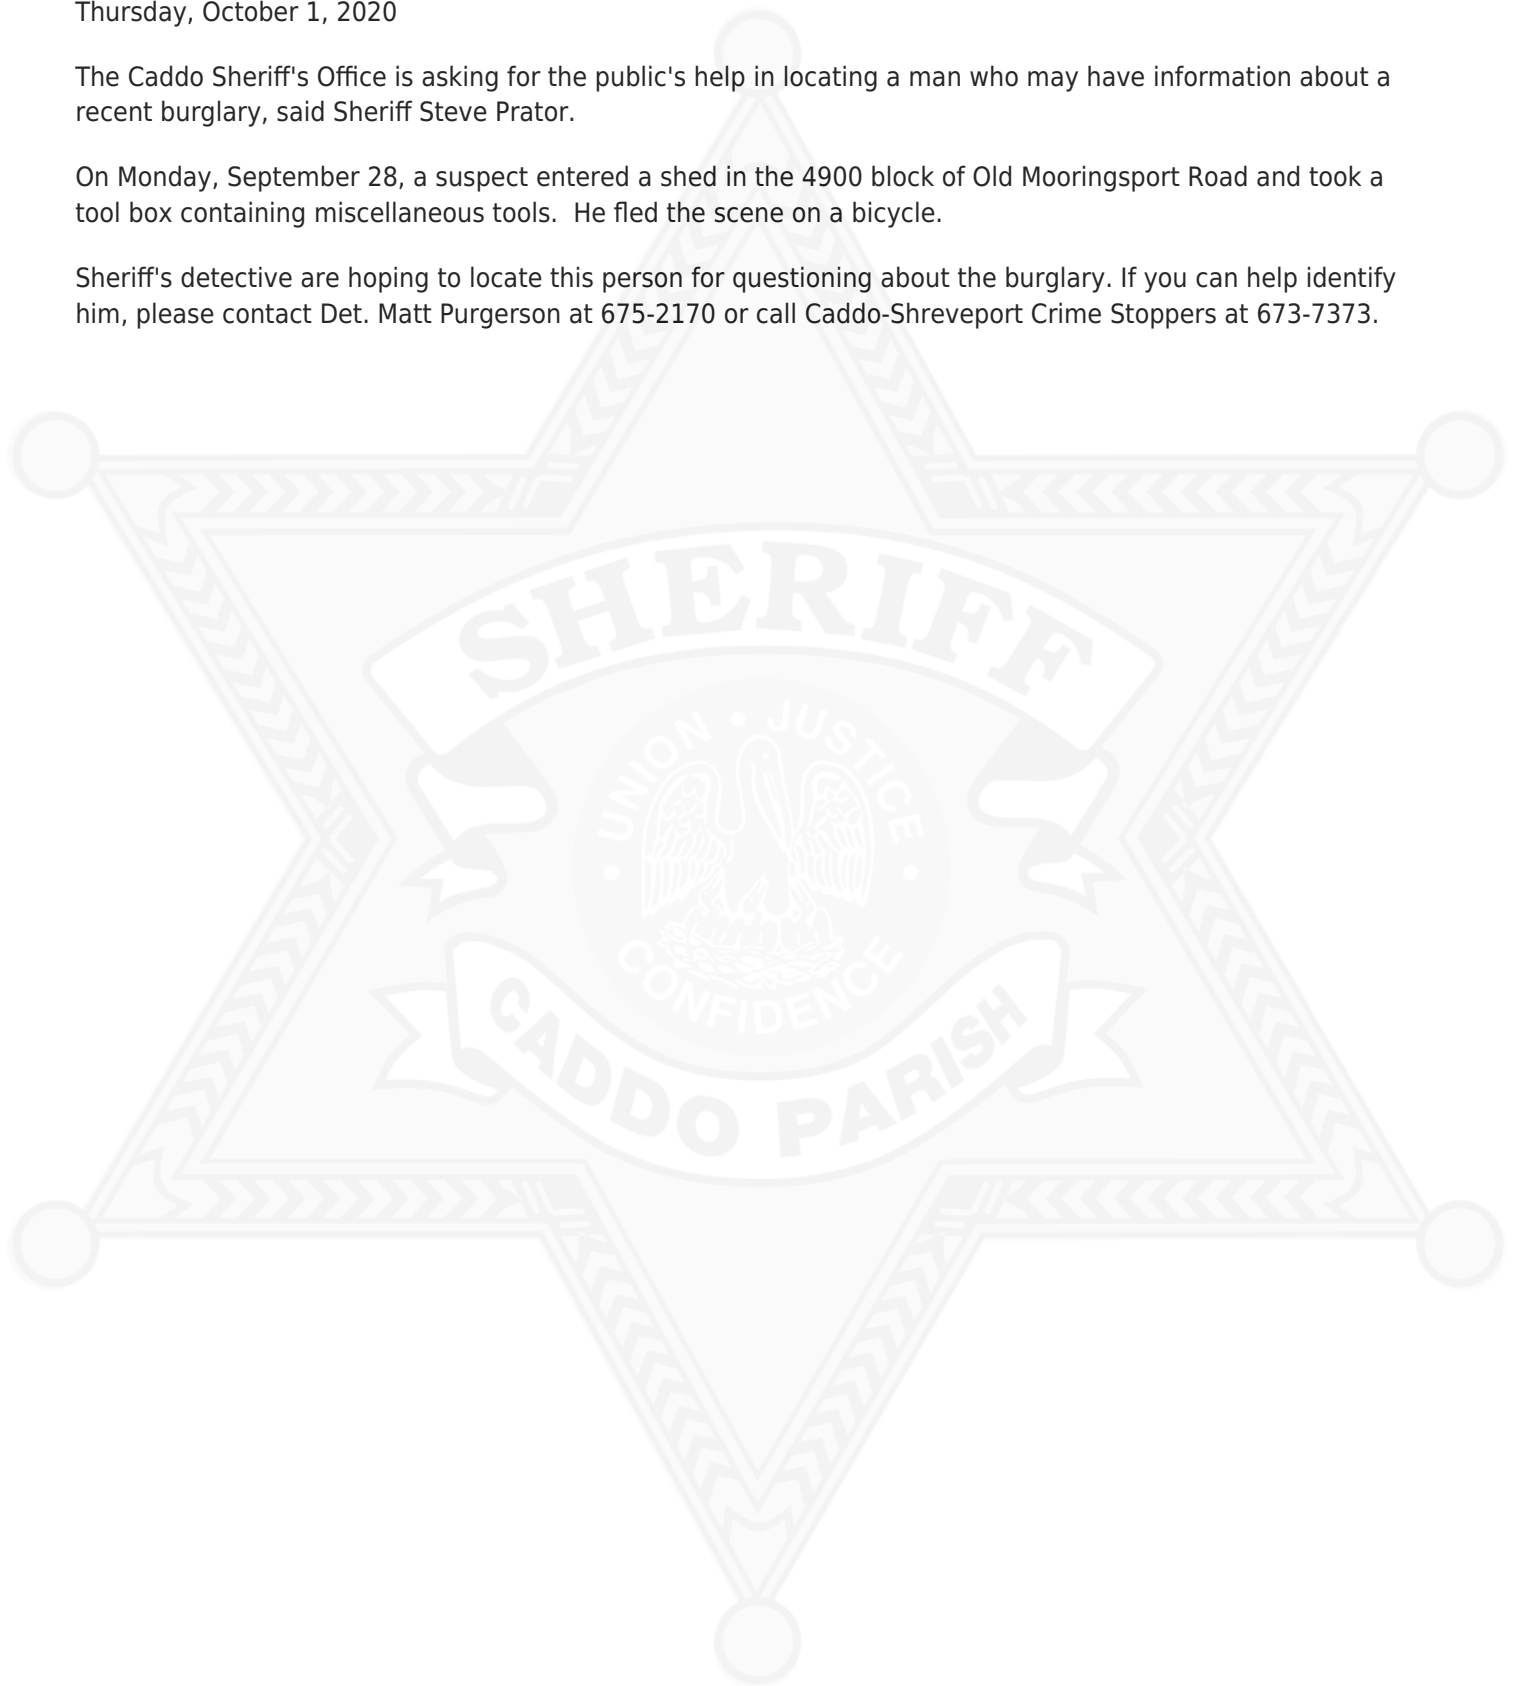 Thursday, October 1, 2020
The Caddo Sheriff's Office is asking for the public's help in locating a man who may have information about a
recent burglary, said Sheriff Steve Prator.
On Monday, September 28, a suspect entered a shed in the 4900 block of Old Mooringsport Road and took a
tool box containing miscellaneous tools.  He fled the scene on a bicycle.
Sheriff's detective are hoping to locate this person for questioning about the burglary. If you can help identify
him, please contact Det. Matt Purgerson at 675-2170 or call Caddo-Shreveport Crime Stoppers at 673-7373.
SHERIFF
UNION • JUSTICE
• CONFIDENCE •
CADDO PARISH